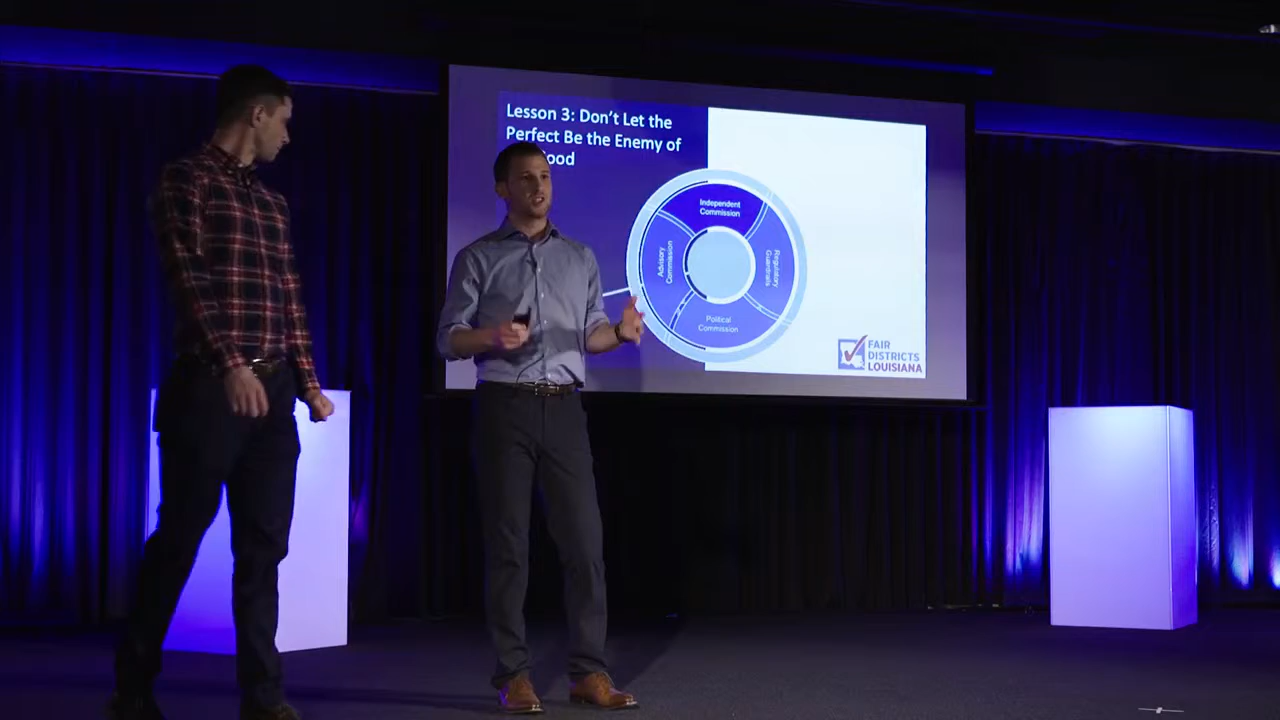 Lesson 3: Don't Let the
Perfect Be the Enemy of
ood
Independent
Commission
Advisory
Commission
Regulatory
Guardrails
Political
Commission
FAIR
DISTRICTS
LOUISIANA